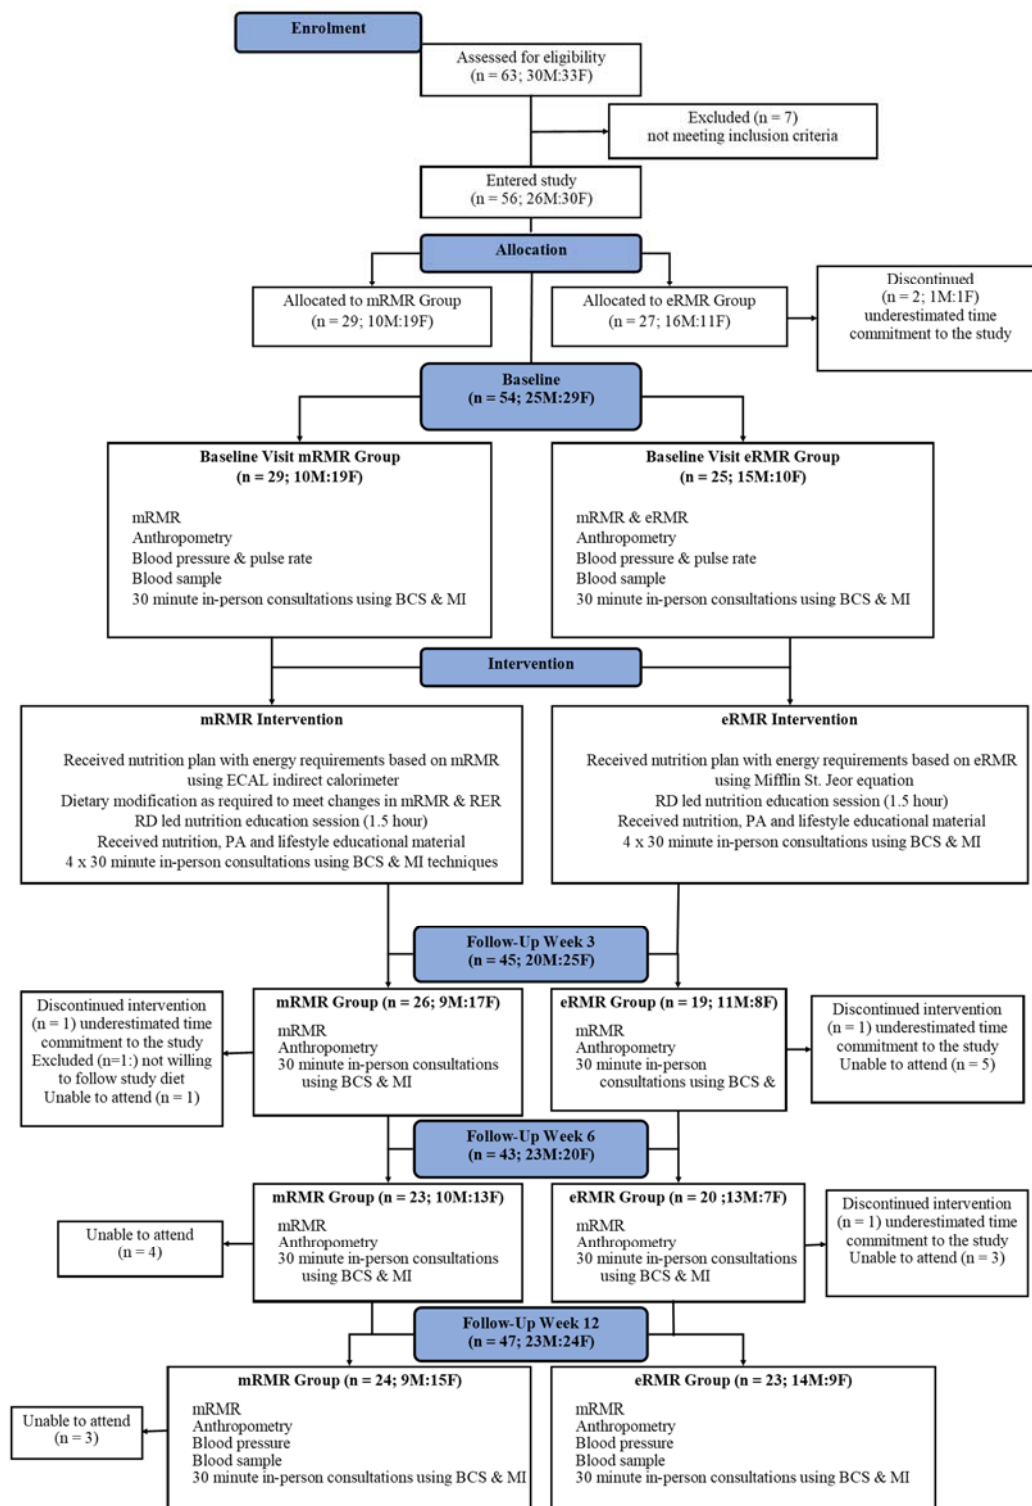 Enrolment
Assessed for eligibility
(n = 63; 30M:33F)
Excluded (n = 7)
not meeting inclusion criteria
Entered study
(n = 56; 26M:30F)
Allocation
Allocated to mRMR Group
(n = 29; 10M:19F)
Allocated to eRMR Group
(n = 27; 16M:11F)
Discontinued
(n = 2; 1M:1F)
underestimated time
commitment to the study
Baseline
(n = 54; 25M:29F)
Baseline Visit mRMR Group
(n = 29; 10M:19F)
mRMR
Anthropometry
Blood pressure & pulse rate
Blood sample
30 minute in-person consultations using BCS & MI
Baseline Visit eRMR Group
(n = 25; 15M:10F)
mRMR & eRMR
Anthropometry
Blood pressure & pulse rate
Blood sample
30 minute in-person consultations using BCS & MI
Intervention
mRMR Intervention
Received nutrition plan with energy requirements based on mRMR
using ECAL indirect calorimeter
Dietary modification as required to meet changes in mRMR & RER
RD led nutrition education session (1.5 hour)
Received nutrition, PA and lifestyle educational material
4 x 30 minute in-person consultations using BCS & MI techniques
eRMR Intervention
Received nutrition plan with energy requirements based on eRMR
using Mifflin St. Jeor equation
RD led nutrition education session (1.5 hour)
Received nutrition, PA and lifestyle educational material
4 x 30 minute in-person consultations using BCS & MI
Follow-Up Week 3
(n = 45; 20M:25F)
Discontinued intervention
(n = 1) underestimated time
commitment to the study
Excluded (n=1:) not willing
to follow study diet
Unable to attend (n = 1)
mRMR Group (n = 26; 9M:17F)
mRMR
Anthropometry
30 minute in-person consultations
using BCS & MI
eRMR Group (n = 19; 11M:8F)
mRMR
Anthropometry
30 minute in-person
consultations using BCS &
Discontinued intervention
(n = 1) underestimated time
commitment to the study
Unable to attend (n = 5)
Follow-Up Week 6
(n = 43; 23M:20F)
Unable to attend
(n = 4)
mRMR Group (n = 23; 10M:13F)
mRMR
Anthropometry
30 minute in-person consultations
using BCS & MI
eRMR Group (n = 20 ;13M:7F)
mRMR
Anthropometry
30 minute in-person consultations
using BCS & MI
Discontinued intervention
(n = 1) underestimated time
commitment to the study
Unable to attend (n = 3)
Follow-Up Week 12
(n = 47; 23M:24F)
Unable to attend
(n = 3)
mRMR Group (n = 24; 9M:15F)
mRMR
Anthropometry
Blood pressure
Blood sample
30 minute in-person consultations using BCS & MI
eRMR Group (n = 23; 14M:9F)
mRMR
Anthropometry
Blood pressure
Blood sample
30 minute in-person consultations using BCS & MI